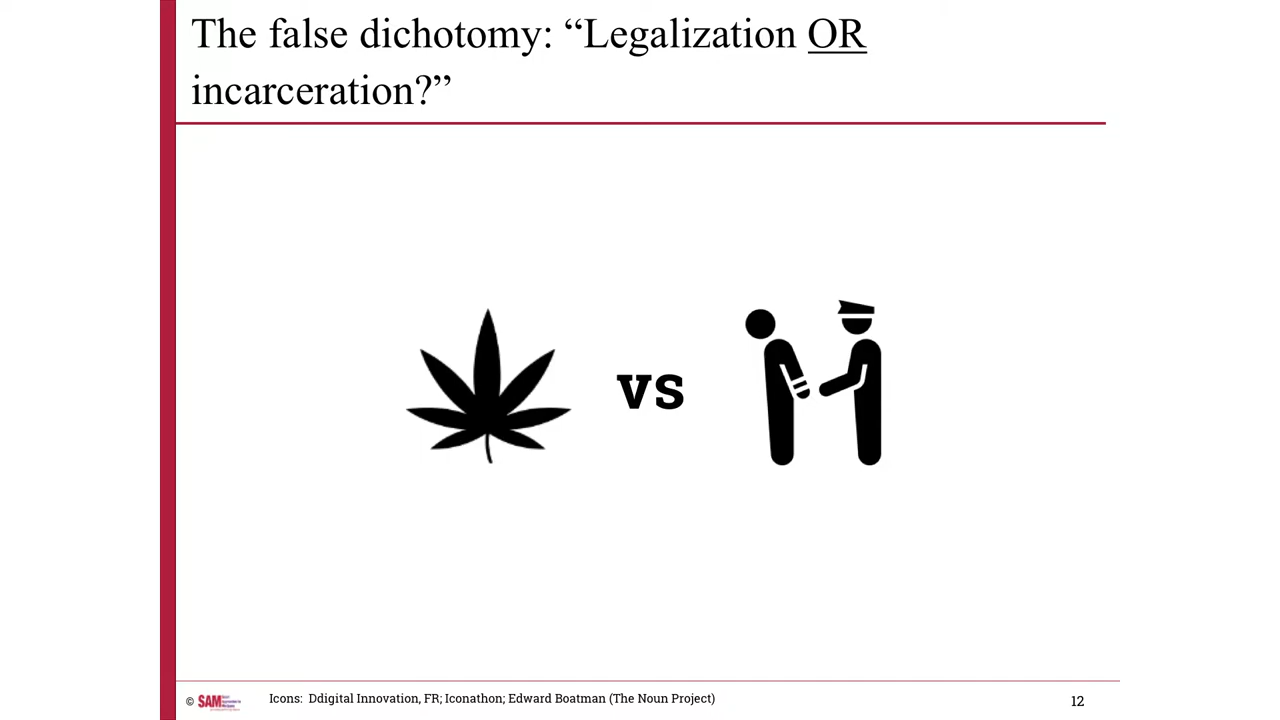 The false dichotomy: “Legalization OR
incarceration?”
vs
© SAM
Icons:  Ddigital Innovation, FR; Iconathon; Edward Boatman (The Noun Project)
12